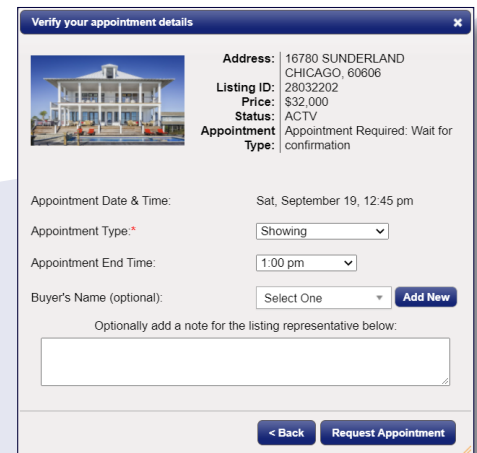 Verify your appointment details
Address: 16780 SUNDERLAND
CHICAGO, 60606
Listing ID: 28032202
Price: $32,000
Status: ACTV
Appointment Appointment Required: Wait for
Type: confirmation
Appointment Date & Time: Sat, September 19, 12:45 pm
Appointment Type:* Showing
Appointment End Time: 1:00 pm
Buyer's Name (optional): Select One Add New
Optionally add a note for the listing representative below:
< Back Request Appointment